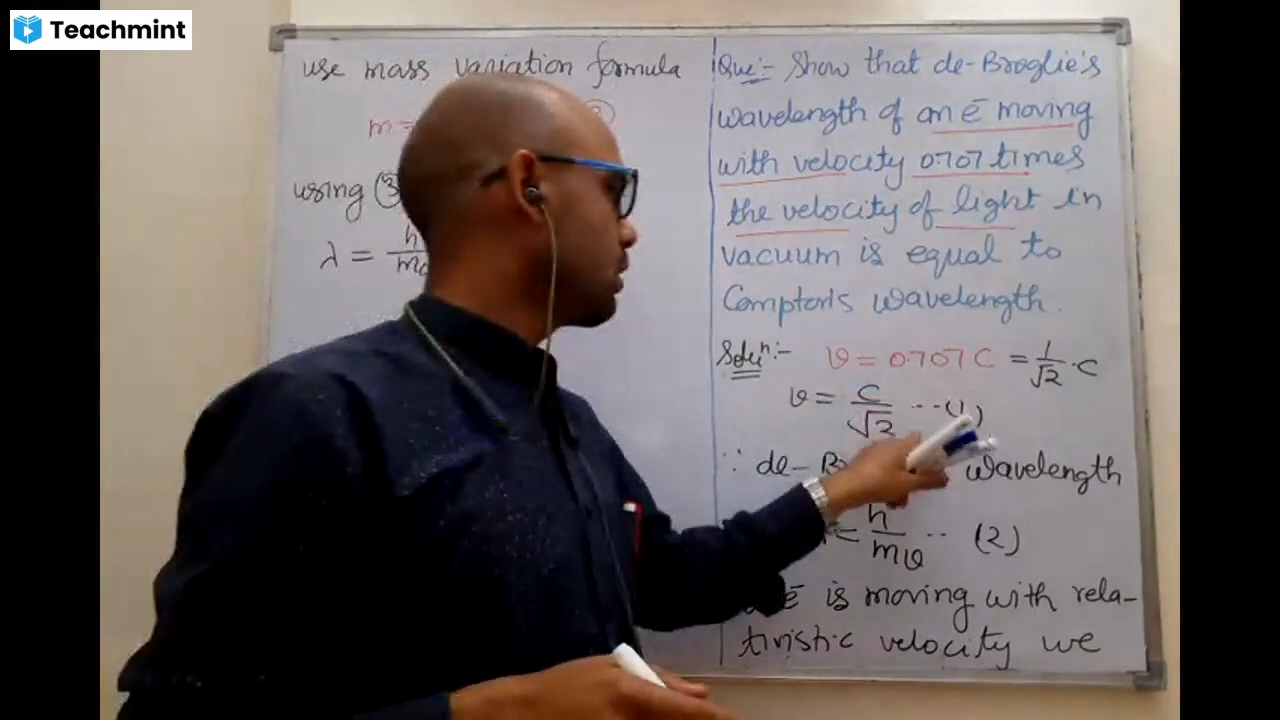 Teachmint
use mass variation formula
m =
using (3
λ = h
Que:- Show that de-Broglie's
wavelength of an e̅ moving
with velocity 0.707 times
the velocity of light in
vacuum is equal to
Compton's wavelength.
Soluⁿ:- v = 0.707 C = 1/√2 · C
v = C/√2 --- (1)
∵ de-B wavelength
= h/mv -- (2)
e̅ is moving with rela-
tivistic velocity we